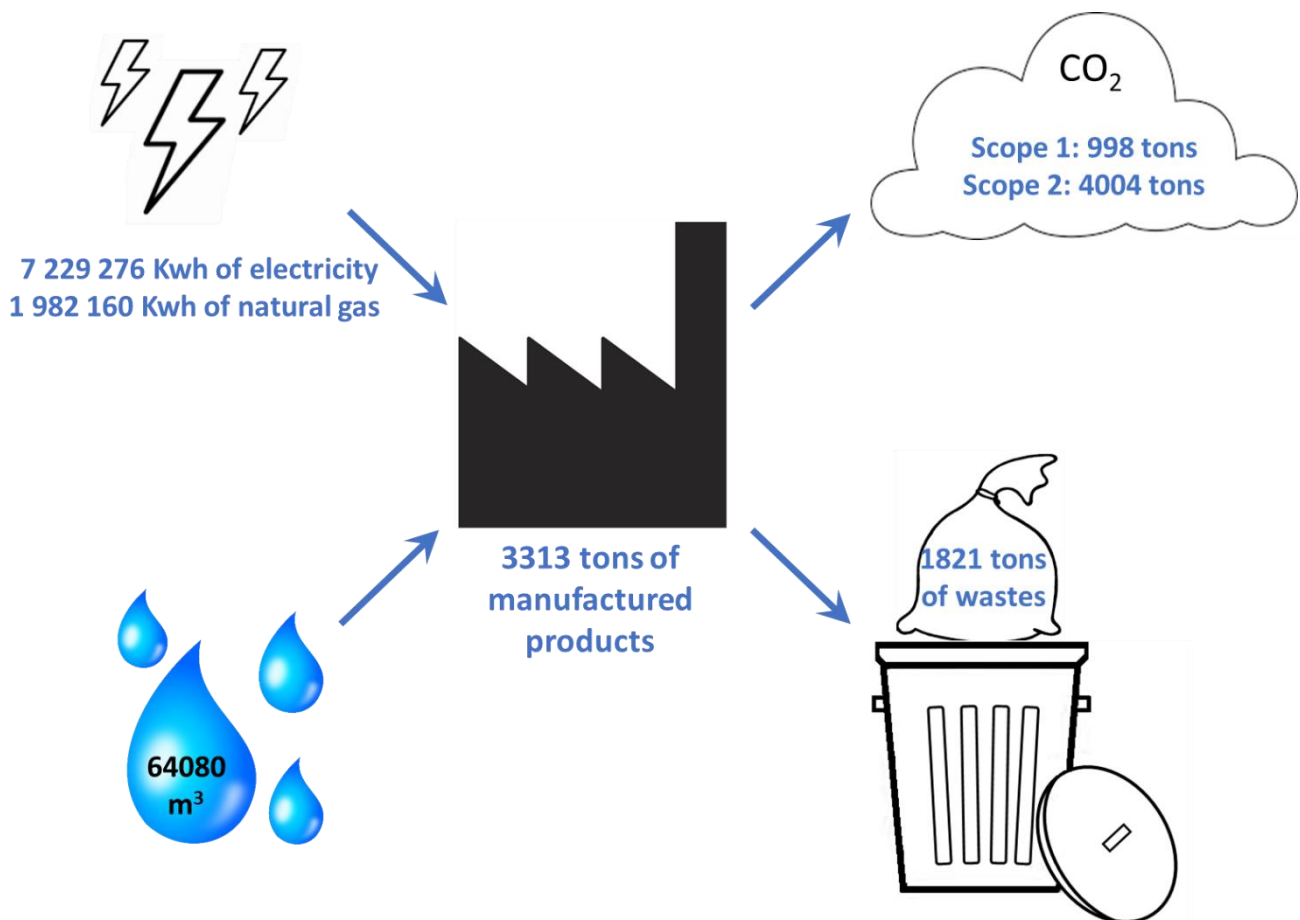 CO₂
Scope 1: 998 tons
Scope 2: 4004 tons
7 229 276 Kwh of electricity
1 982 160 Kwh of natural gas
3313 tons of
manufactured
products
1821 tons
of wastes
64080
m³